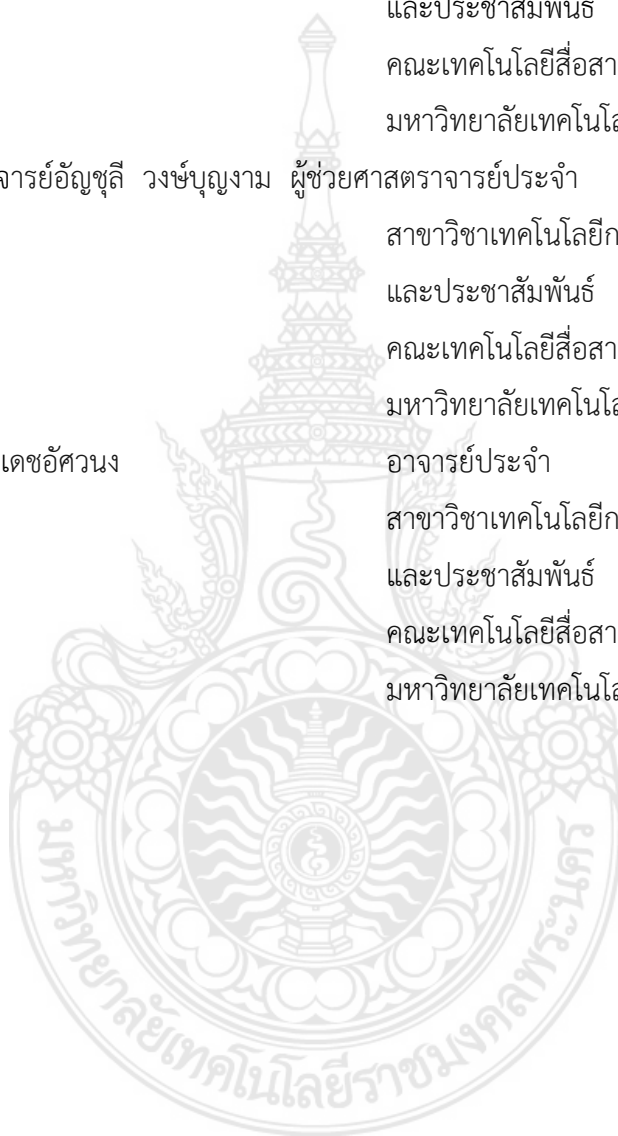 และประชาสัมพันธ์
คณะเทคโนโลยีสื่อสา
มหาวิทยาลัยเทคโนโล
จารย์อัญชุลี วงษ์บุญงาม ผู้ช่วยศาสตราจารย์ประจำ
สาขาวิชาเทคโนโลยีก
และประชาสัมพันธ์
คณะเทคโนโลยีสื่อสา
มหาวิทยาลัยเทคโนโล
เดชอัศวนง อาจารย์ประจำ
สาขาวิชาเทคโนโลยีก
และประชาสัมพันธ์
คณะเทคโนโลยีสื่อสา
มหาวิทยาลัยเทคโนโล
มหาวิทยาลัยเทคโนโลยีราชมงคลพระนคร